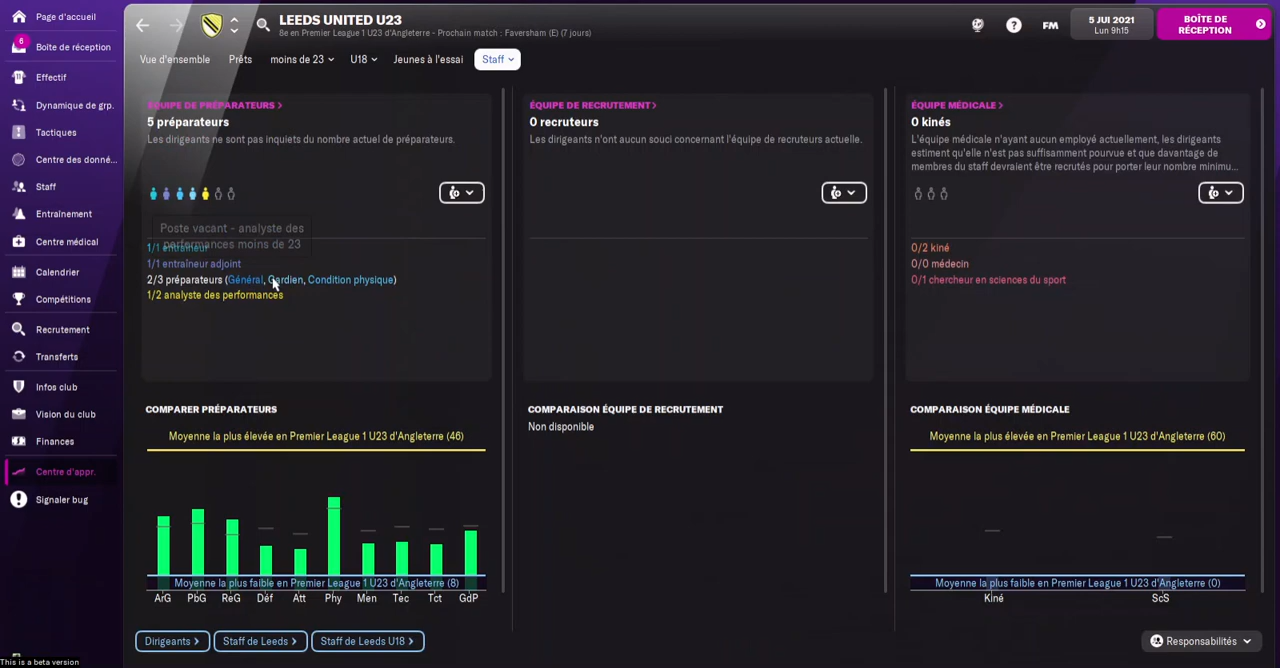 Page d'accueil
6
Boîte de réception
Effectif
Dynamique de grp.
Tactiques
Centre des donné...
Staff
Entraînement
Centre médical
Calendrier
Compétitions
Recrutement
Transferts
Infos club
Vision du club
Finances
Centre d'appr.
Signaler bug
This is a beta version
LEEDS UNITED U23
8e en Premier League 1 U23 d'Angleterre - Prochain match : Faversham (E) (7 jours)
?
FM
5 JUI 2021
Lun 9h15
BOÎTE DE
RÉCEPTION
Vue d'ensemble Prêts moins de 23 U18 Jeunes à l'essai Staff
ÉQUIPE DE PRÉPARATEURS >
5 préparateurs
Les dirigeants ne sont pas inquiets du nombre actuel de préparateurs.
Poste vacant - analyste des
performances moins de 23
1/1 entraîneur
1/1 entraîneur adjoint
2/3 préparateurs (Général, Gardien, Condition physique)
1/2 analyste des performances
ÉQUIPE DE RECRUTEMENT >
0 recruteurs
Les dirigeants n'ont aucun souci concernant l'équipe de recruteurs actuelle.
ÉQUIPE MÉDICALE >
0 kinés
L'équipe médicale n'ayant aucun employé actuellement, les dirigeants
estiment qu'elle n'est pas suffisamment pourvue et que davantage de
membres du staff devraient être recrutés pour porter leur nombre minimu...
0/2 kiné
0/0 médecin
0/1 chercheur en sciences du sport
COMPARER PRÉPARATEURS
Moyenne la plus élevée en Premier League 1 U23 d'Angleterre (46)
Moyenne la plus faible en Premier League 1 U23 d'Angleterre (8)
ArG PbG ReG Déf Att Phy Men Tec Tct GdP
COMPARAISON ÉQUIPE DE RECRUTEMENT
Non disponible
COMPARAISON ÉQUIPE MÉDICALE
Moyenne la plus élevée en Premier League 1 U23 d'Angleterre (60)
Moyenne la plus faible en Premier League 1 U23 d'Angleterre (0)
Kiné ScS
Dirigeants > Staff de Leeds > Staff de Leeds U18 >
Responsabilités